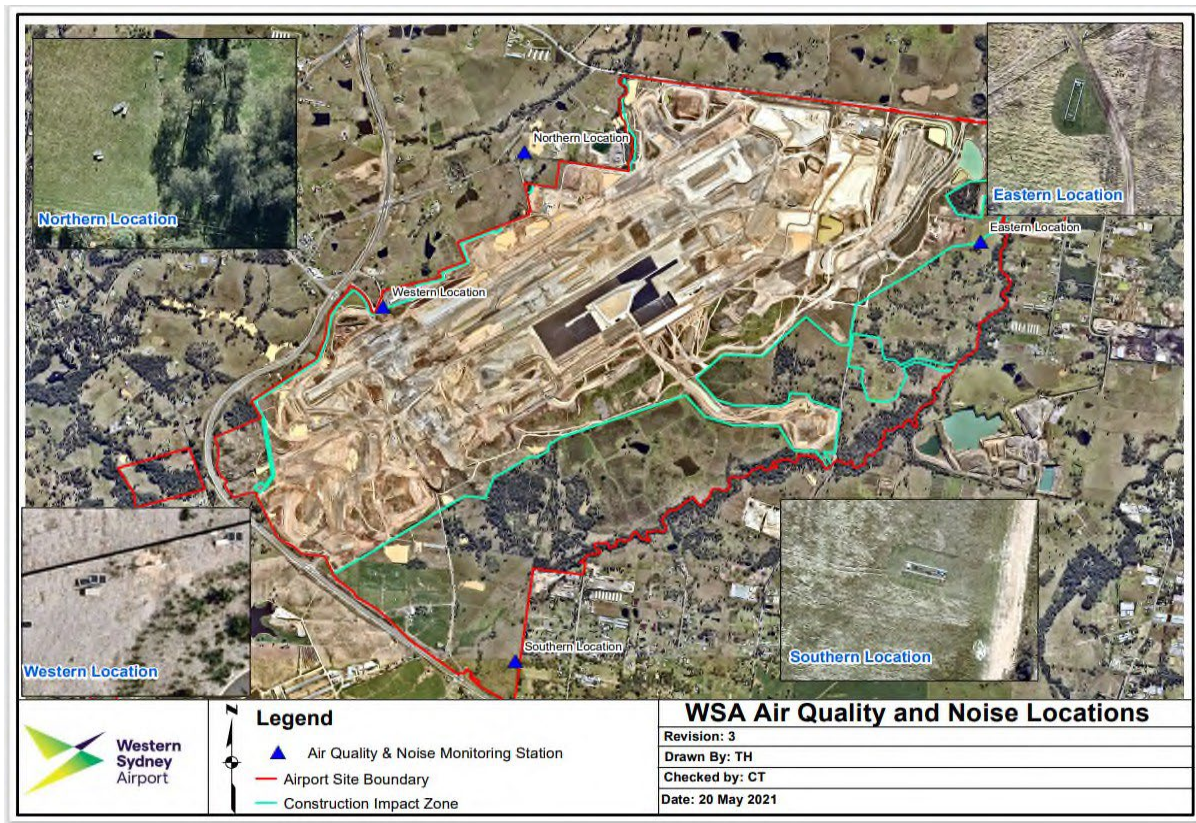 Northern Location
Northern Location
Eastern Location
Eastern Location
Western Location
Southern Location
Western Location
Southern Location
Western
Sydney
Airport
N
Legend
Air Quality & Noise Monitoring Station
Airport Site Boundary
Construction Impact Zone
WSA Air Quality and Noise Locations
Revision: 3
Drawn By: TH
Checked by: CT
Date: 20 May 2021